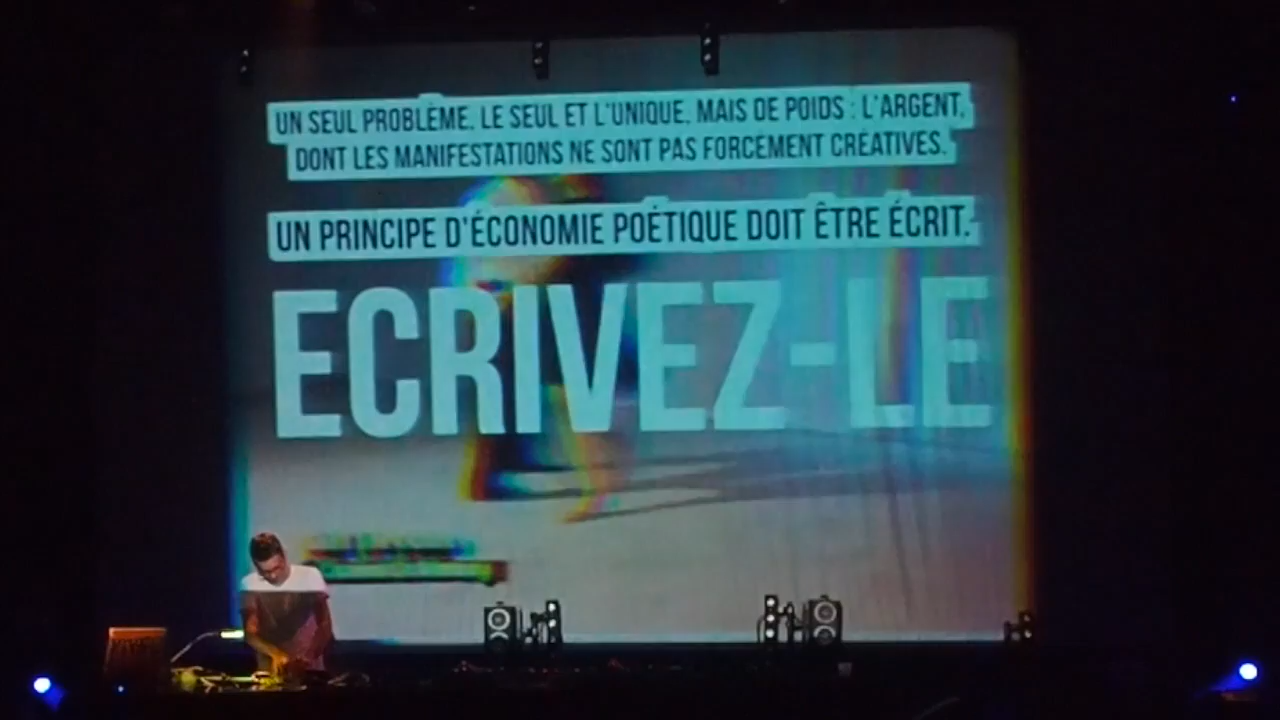 UN SEUL PROBLÈME. LE SEUL ET L'UNIQUE, MAIS DE POIDS : L'ARGENT,
DONT LES MANIFESTATIONS NE SONT PAS FORCÉMENT CRÉATIVES.
UN PRINCIPE D'ÉCONOMIE POÉTIQUE DOIT ÊTRE ÉCRIT.
ECRIVEZ-LE